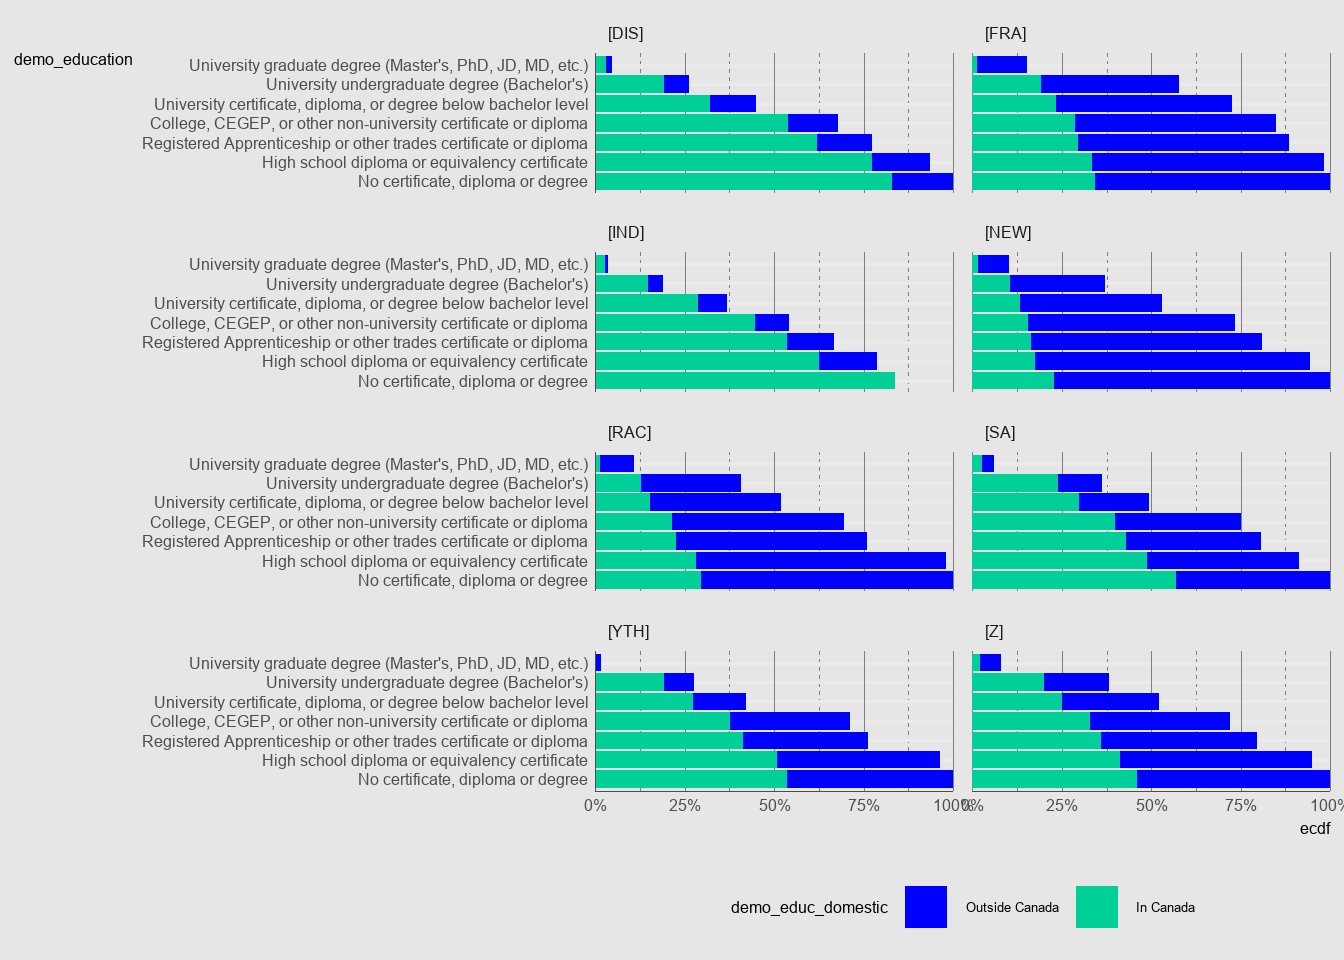 demo_education
[DIS]
[FRA]
University graduate degree (Master's, PhD, JD, MD, etc.)
University undergraduate degree (Bachelor's)
University certificate, diploma, or degree below bachelor level
College, CEGEP, or other non-university certificate or diploma
Registered Apprenticeship or other trades certificate or diploma
High school diploma or equivalency certificate
No certificate, diploma or degree
[IND]
[NEW]
University graduate degree (Master's, PhD, JD, MD, etc.)
University undergraduate degree (Bachelor's)
University certificate, diploma, or degree below bachelor level
College, CEGEP, or other non-university certificate or diploma
Registered Apprenticeship or other trades certificate or diploma
High school diploma or equivalency certificate
No certificate, diploma or degree
[RAC]
[SA]
University graduate degree (Master's, PhD, JD, MD, etc.)
University undergraduate degree (Bachelor's)
University certificate, diploma, or degree below bachelor level
College, CEGEP, or other non-university certificate or diploma
Registered Apprenticeship or other trades certificate or diploma
High school diploma or equivalency certificate
No certificate, diploma or degree
[YTH]
[Z]
University graduate degree (Master's, PhD, JD, MD, etc.)
University undergraduate degree (Bachelor's)
University certificate, diploma, or degree below bachelor level
College, CEGEP, or other non-university certificate or diploma
Registered Apprenticeship or other trades certificate or diploma
High school diploma or equivalency certificate
No certificate, diploma or degree
0% 25% 50% 75% 100% 0% 25% 50% 75% 100%
ecdf
demo_educ_domestic Outside Canada In Canada